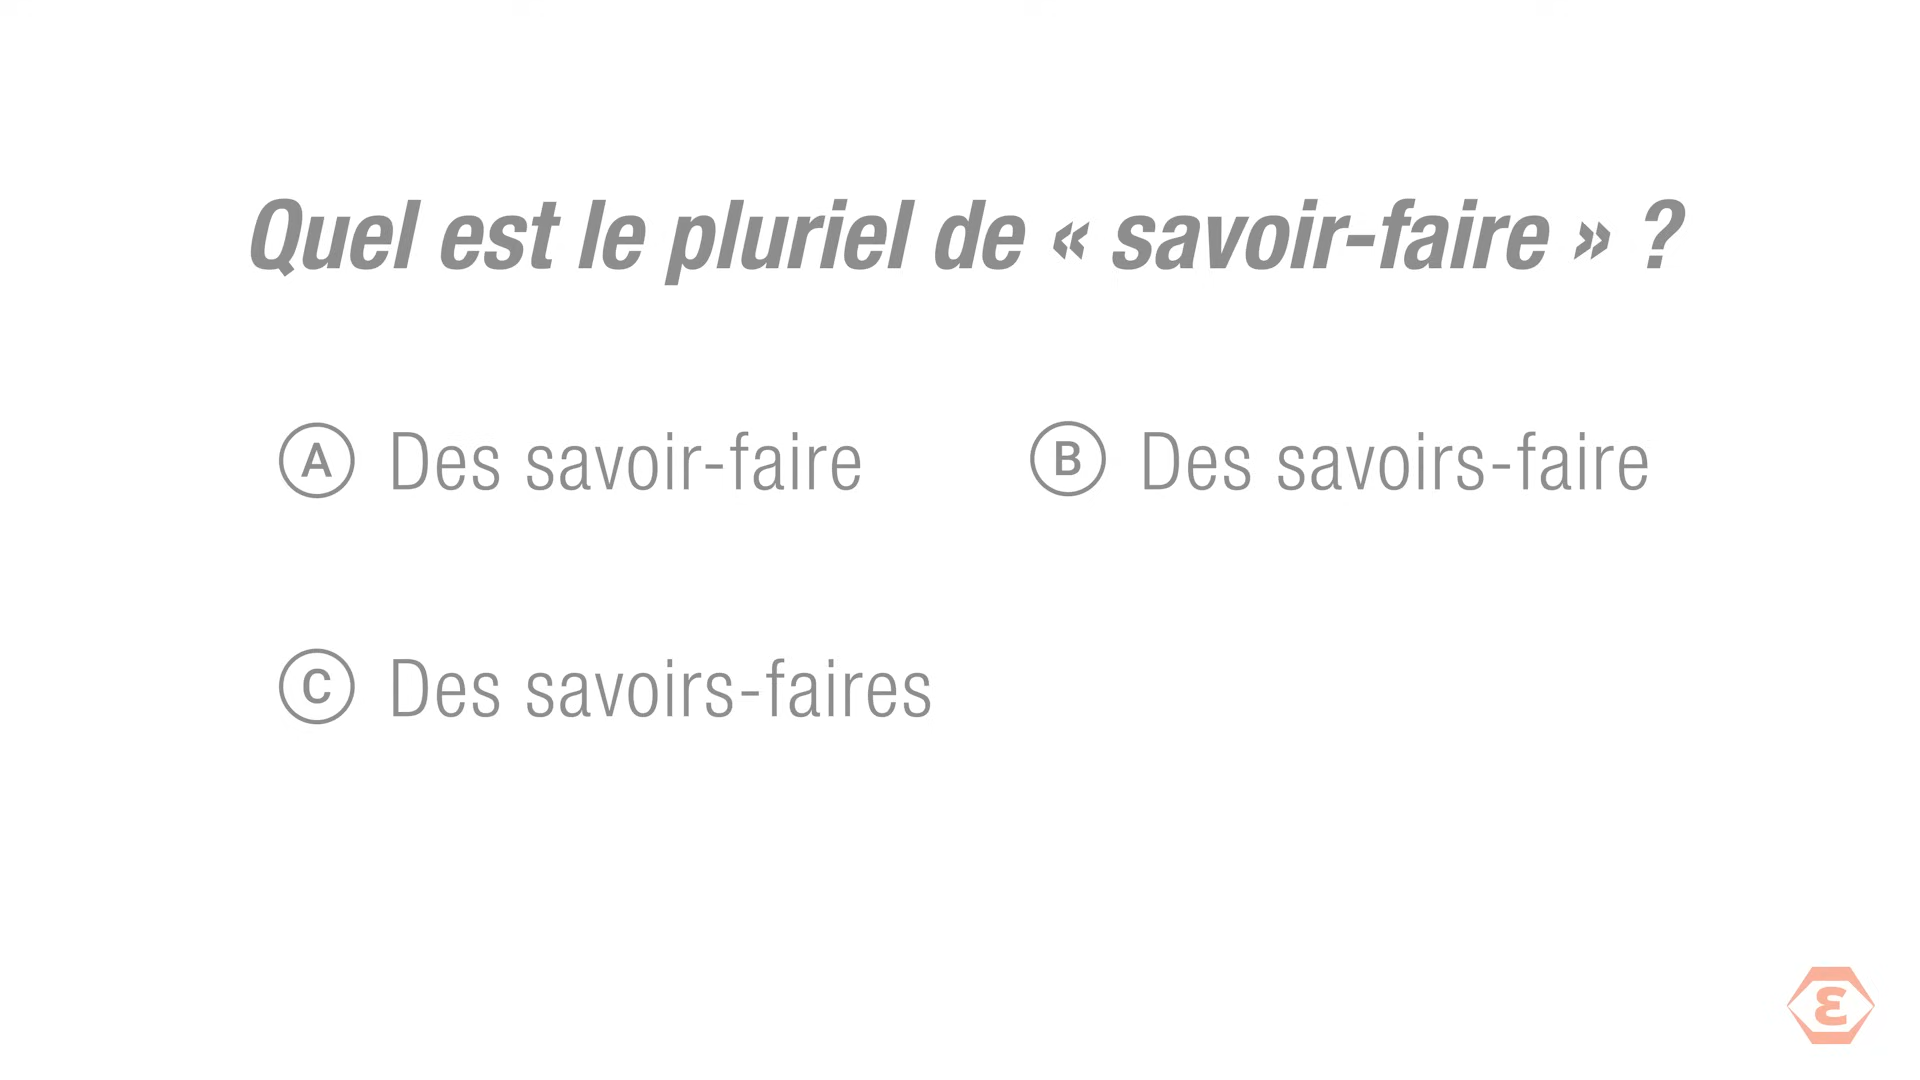 Quel est le pluriel de « savoir-faire » ?
A Des savoir-faire
B Des savoirs-faire
C Des savoirs-faires